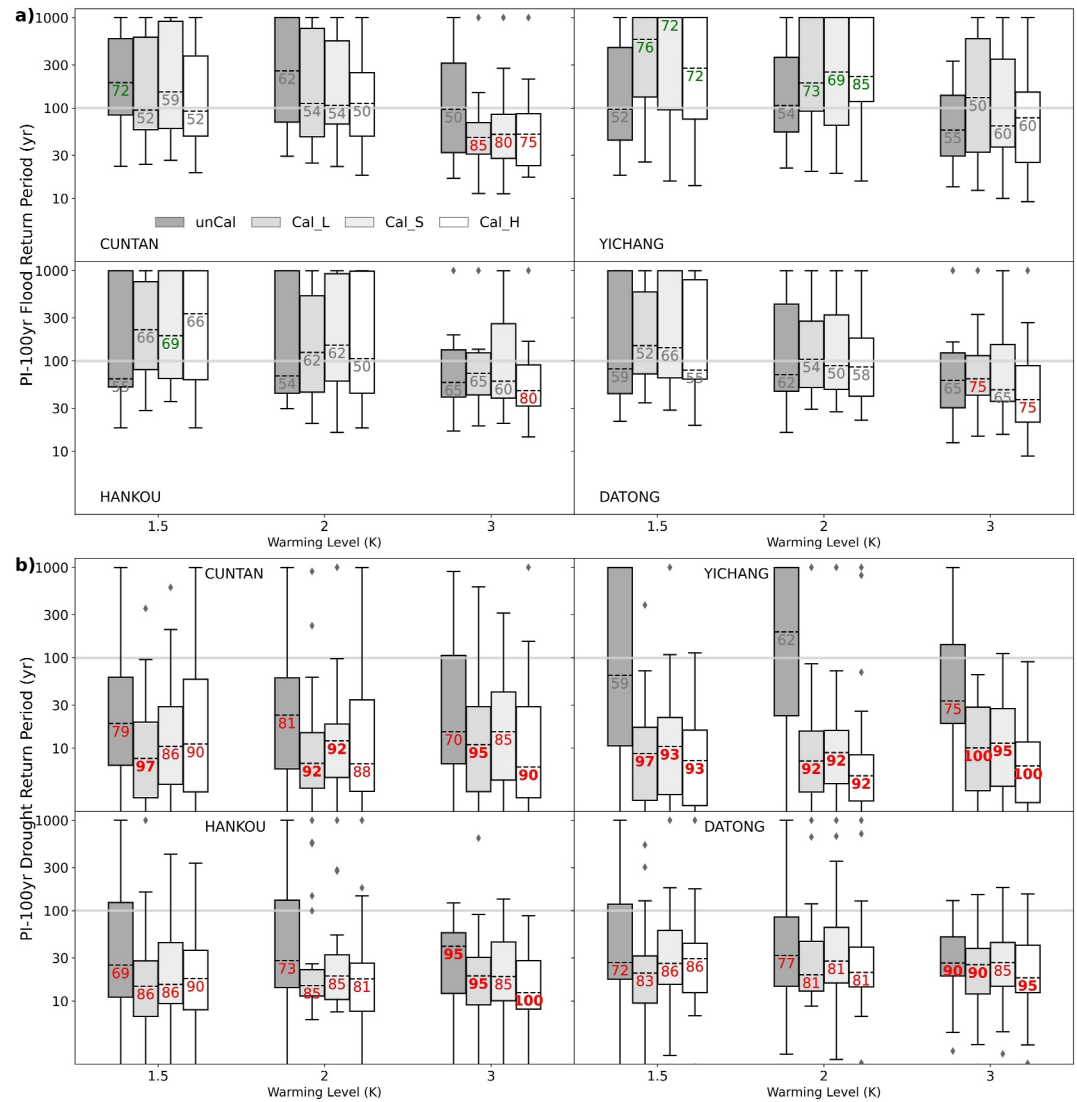 a)
PI-100yr Flood Return Period (yr)
1000
300
100
30
10
72 52 59 52
62 54 54 50
50 85 80 75
unCal Cal_L Cal_S Cal_H
CUNTAN
52 76 72 72
54 73 69 85
55 50 60 60
YICHANG
1000
300
100
30
10
55 66 69 66
54 62 62 50
65 65 60 80
HANKOU
59 52 66 55
62 54 50 58
65 75 65 75
DATONG
1.5 2 3
Warming Level (K)
1.5 2 3
Warming Level (K)
b)
PI-100yr Drought Return Period (yr)
1000
300
100
30
10
CUNTAN
79 97 86 90
81 92 92 88
70 95 85 90
YICHANG
59 97 93 93
62 92 92 92
75 100 95 100
1000
300
100
30
10
HANKOU
69 86 86 90
73 85 85 81
95 95 85 100
DATONG
72 83 86 86
77 81 81 81
90 90 85 95
1.5 2 3
Warming Level (K)
1.5 2 3
Warming Level (K)